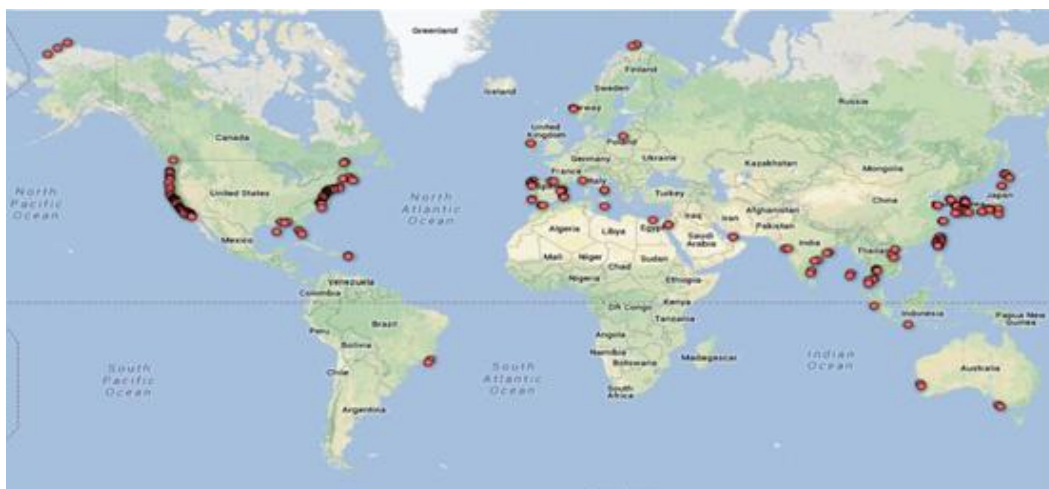 Greenland
Iceland
Finland
Sweden
Norway
Russia
Canada
United
Kingdom
Poland
Germany
Ukraine
Kazakhstan
Mongolia
France
Italy
North
Pacific
Ocean
United States
North
Atlantic
Ocean
Turkey
China
Japan
Iraq
Iran
Afghanistan
Pakistan
Algeria
Libya
Egypt
Saudi
Arabia
Mexico
India
Mali
Niger
Chad
Sudan
Nigeria
Ethiopia
Venezuela
Colombia
DR Congo
Kenya
Tanzania
Indonesia
Papua New
Guinea
Peru
Brazil
Bolivia
Angola
Namibia
Botswana
Madagascar
Indian
Ocean
South
Pacific
Ocean
Chile
South
Atlantic
Ocean
South
Africa
Australia
Argentina